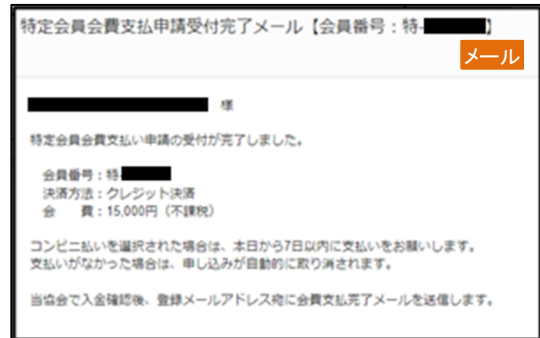 特定会員会費支払申請受付完了メール【会員番号：特-】
メール
様
特定会員会費支払い申請の受付が完了しました。
会員番号：特-
決済方法：クレジット決済
会　　費：15,000円（不課税）
コンビニ払いを選択された場合は、本日から7日以内に支払いをお願いします。
支払いがなかった場合は、申し込みが自動的に取り消されます。
当協会で入金確認後、登録メールアドレス宛に会費支払完了メールを送信します。